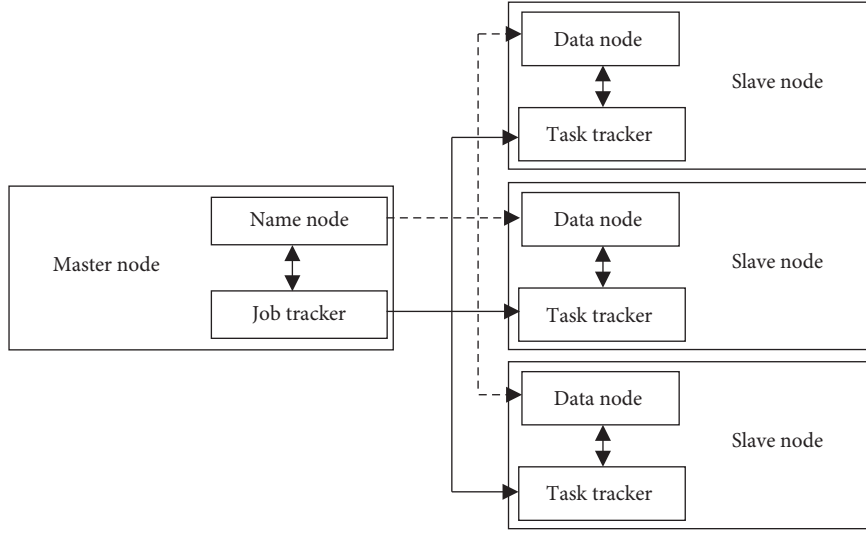 Data node
Slave node
Task tracker
Name node
Master node
Job tracker
Data node
Slave node
Task tracker
Data node
Slave node
Task tracker